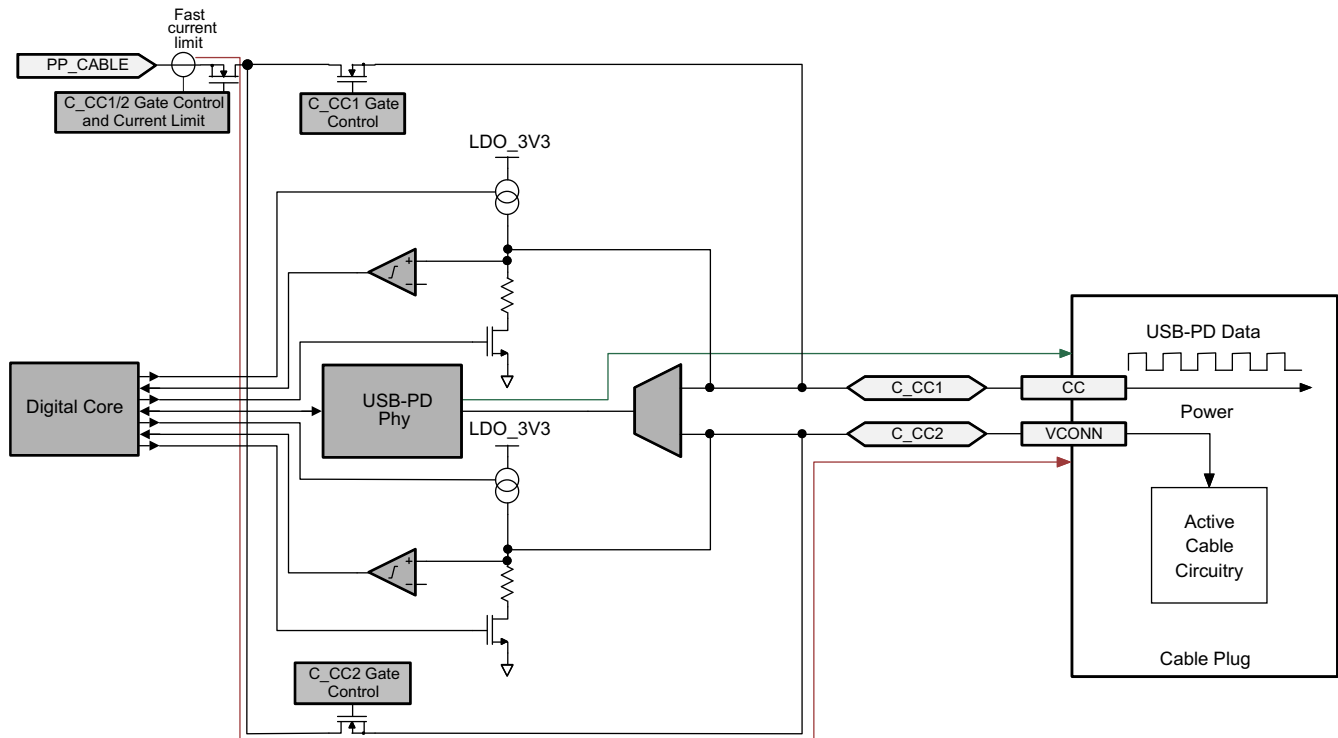 Fast
current
limit
PP_CABLE
C_CC1/2 Gate Control
and Current Limit
C_CC1 Gate
Control
LDO_3V3
+
−
Digital Core
USB-PD
Phy
LDO_3V3
+
−
C_CC2 Gate
Control
C_CC1
C_CC2
CC
VCONN
USB-PD Data
Power
Active
Cable
Circuitry
Cable Plug